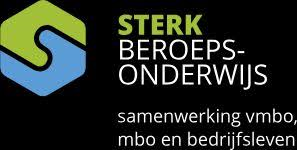 STERK
BEROEPS-
ONDERWIJS
samenwerking vmbo,
mbo en bedrijfsleven